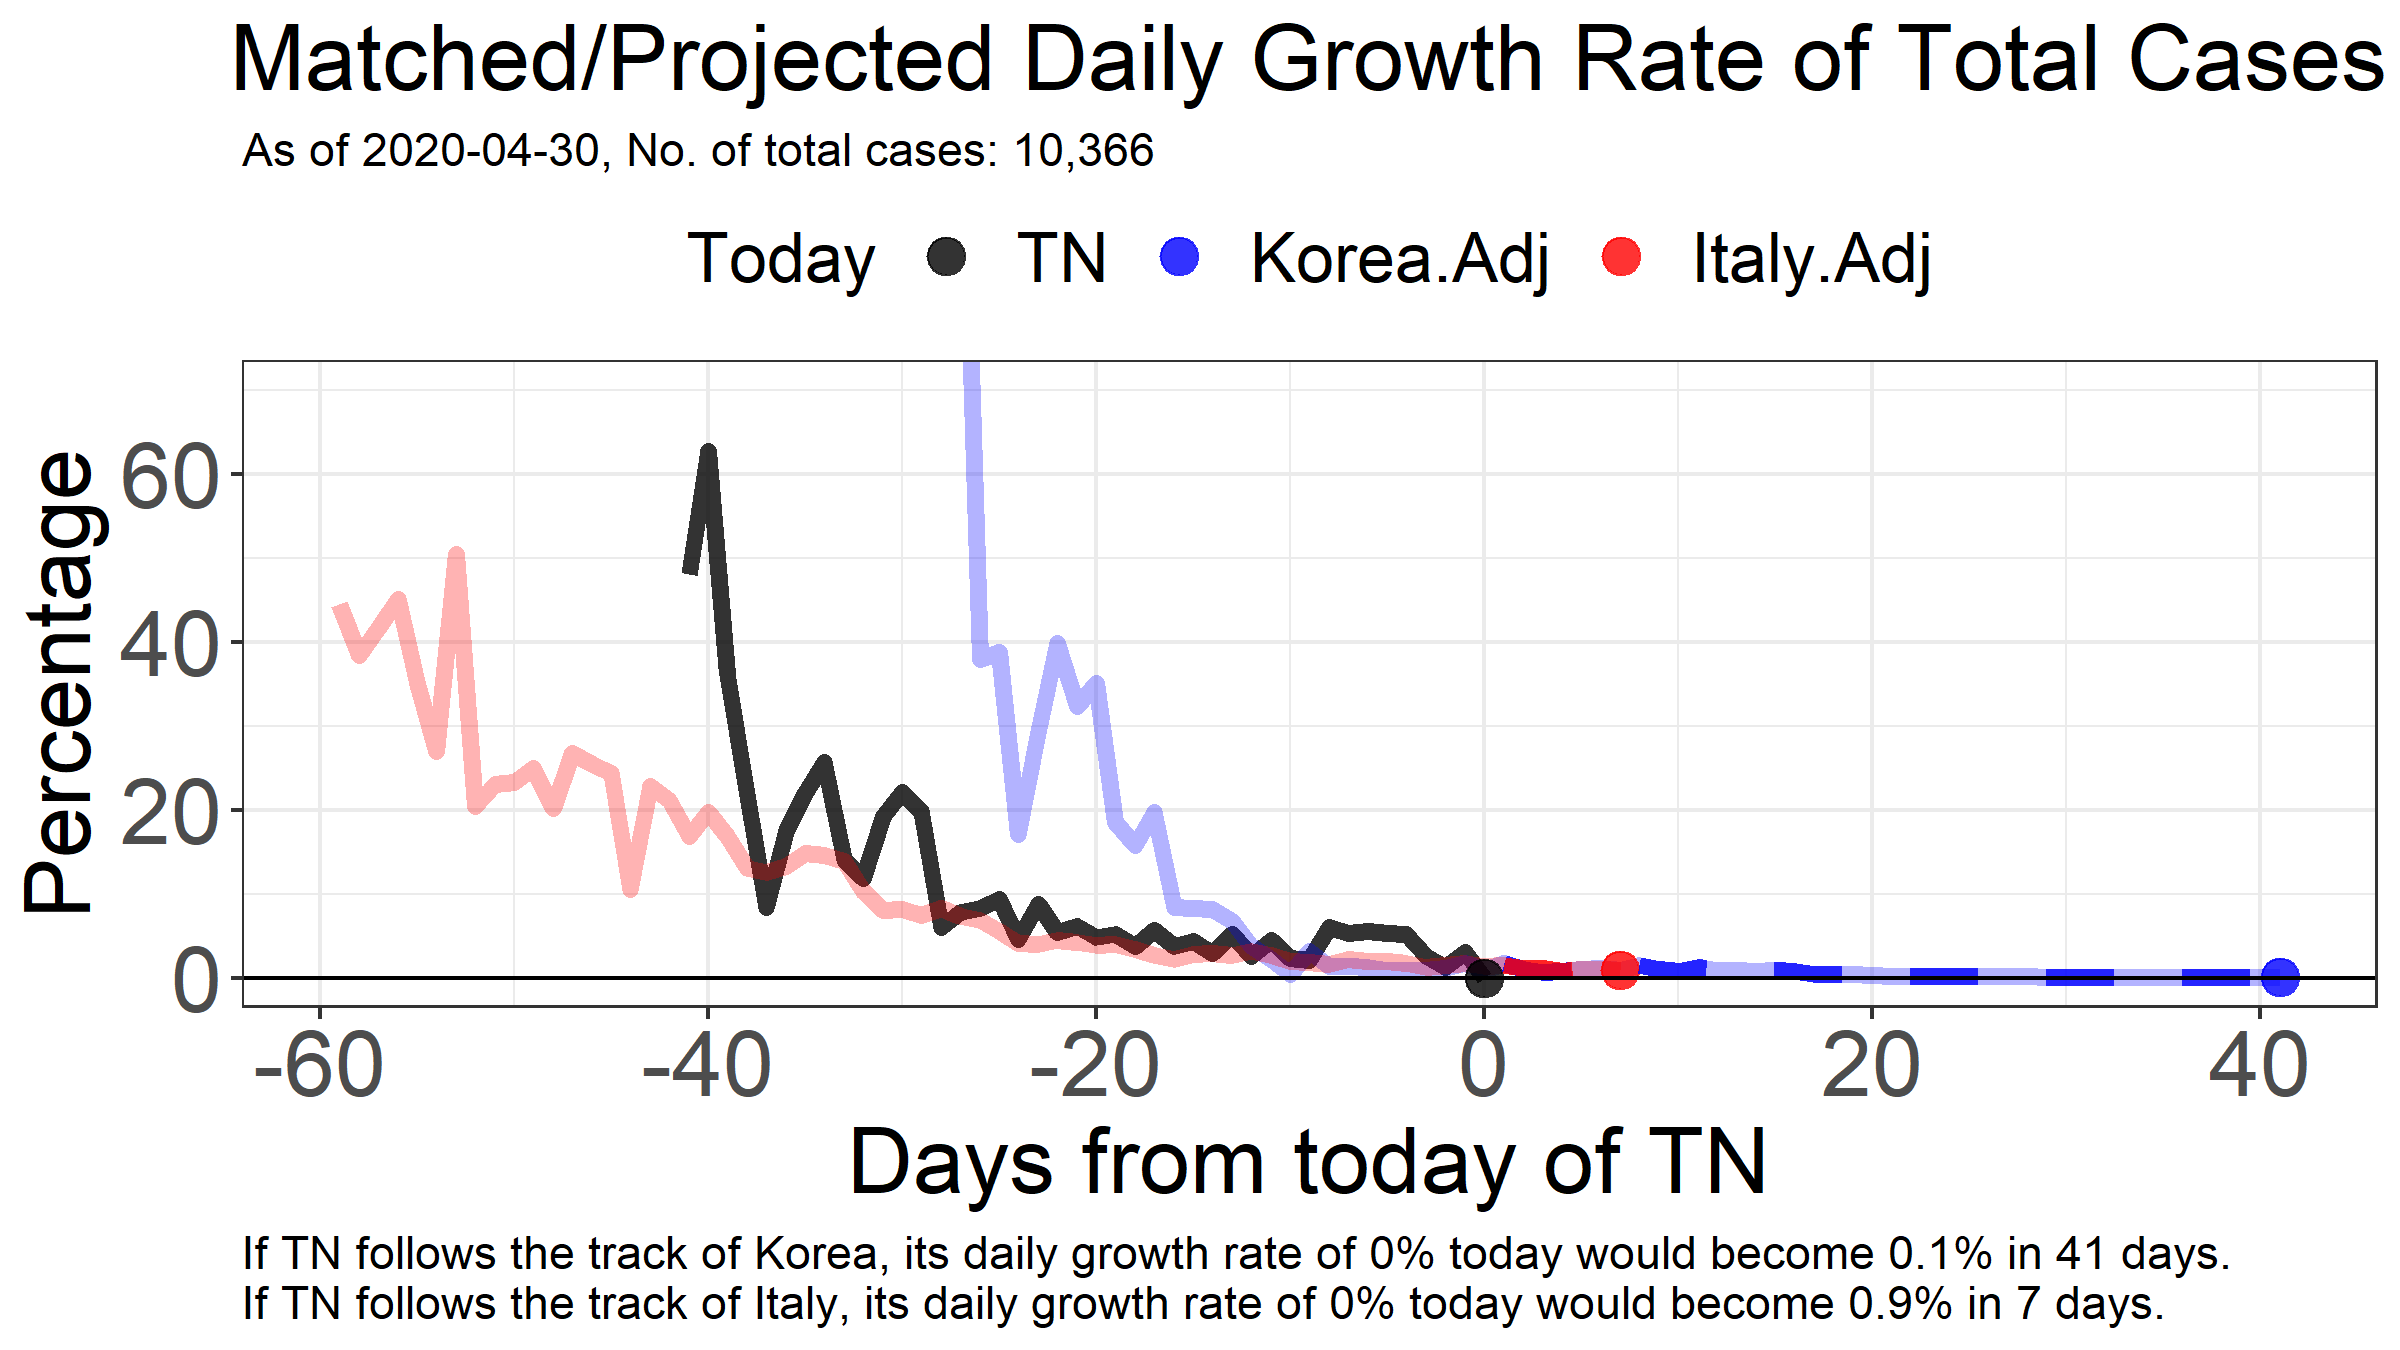 Matched/Projected Daily Growth Rate of Total Cases
As of 2020-04-30, No. of total cases: 10,366
Today TN Korea.Adj Italy.Adj
Percentage
60
40
20
0
-60 -40 -20 0 20 40
Days from today of TN
If TN follows the track of Korea, its daily growth rate of 0% today would become 0.1% in 41 days.
If TN follows the track of Italy, its daily growth rate of 0% today would become 0.9% in 7 days.